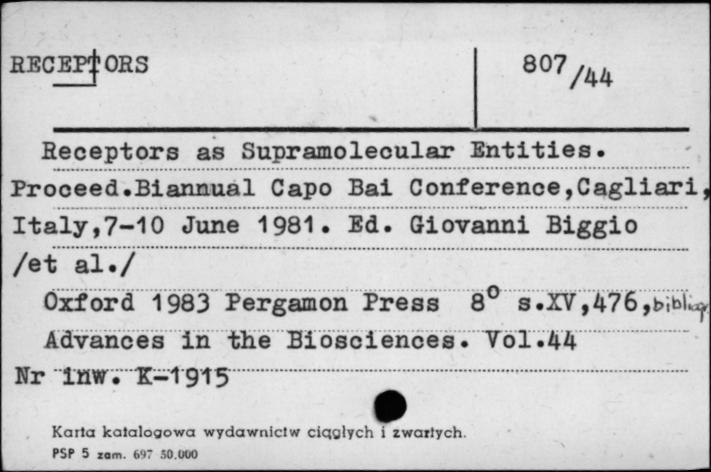 RECEPTORS
807/44
Receptors as Supramolecular Entities.
Proceed.Biannual Capo Bai Conference,Cagliari,
Italy,7-10 June 1981. Ed. Giovanni Biggio
/et al./
Oxford 1983 Pergamon Press 8° s.XV,476,bibliogr.
Advances in the Biosciences. Vol.44
Nr inw. K-1915
Karta katalogowa wydawnictw ciągłych i zwartych.
PSP 5 zam. 697 50.000